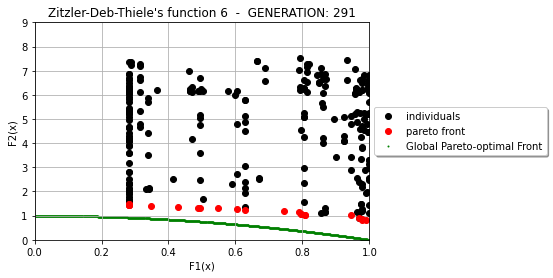 Zitzler-Deb-Thiele's function 6 - GENERATION: 291
9
8
7
6
5
4
3
2
1
0
F2(x)
0.0 0.2 0.4 0.6 0.8 1.0
F1(x)
individuals
pareto front
Global Pareto-optimal Front